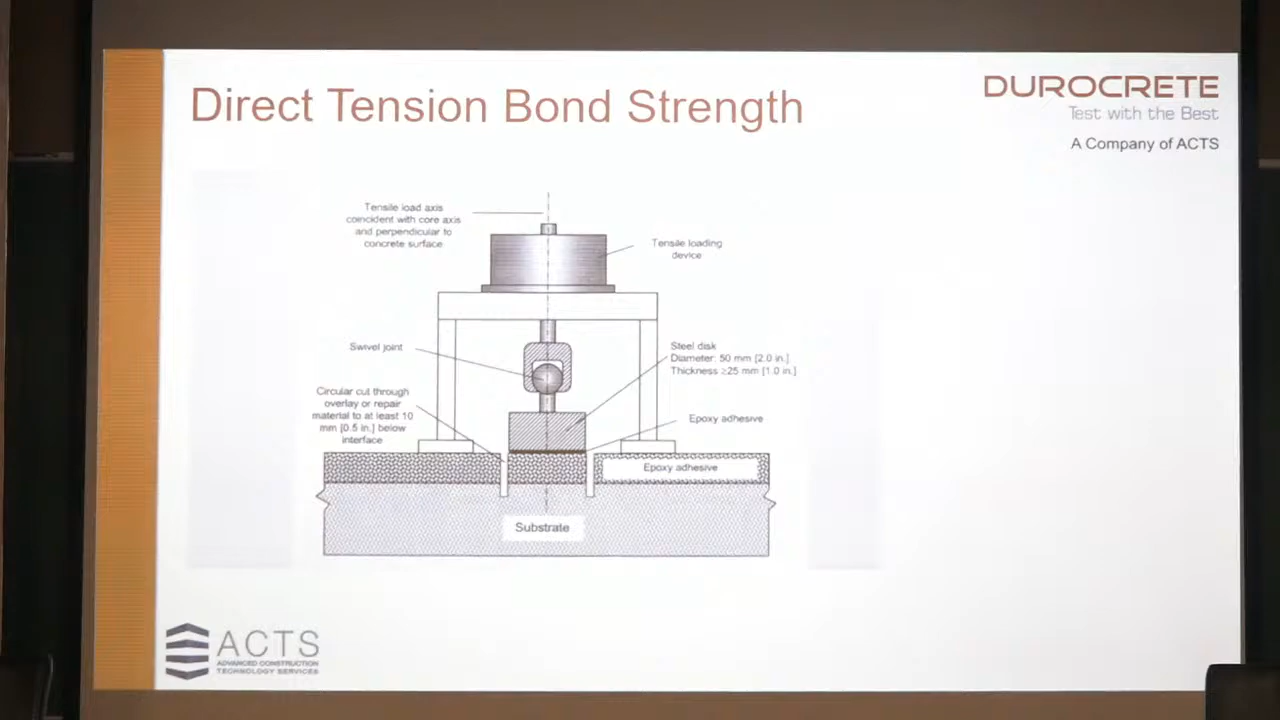 Direct Tension Bond Strength
DUROCRETE
Test with the Best
A Company of ACTS
Tensile load axis
coincident with core axis
and perpendicular to
concrete surface
Tensile loading
device
Swivel joint
Steel disk
Diameter: 50 mm [2.0 in.]
Thickness ≥25 mm [1.0 in.]
Circular cut through
overlay or repair
material to at least 10
mm [0.5 in.] below
interface
Epoxy adhesive
Epoxy adhesive
Substrate
ACTS
ADVANCED CONSTRUCTION
TECHNOLOGY SERVICES